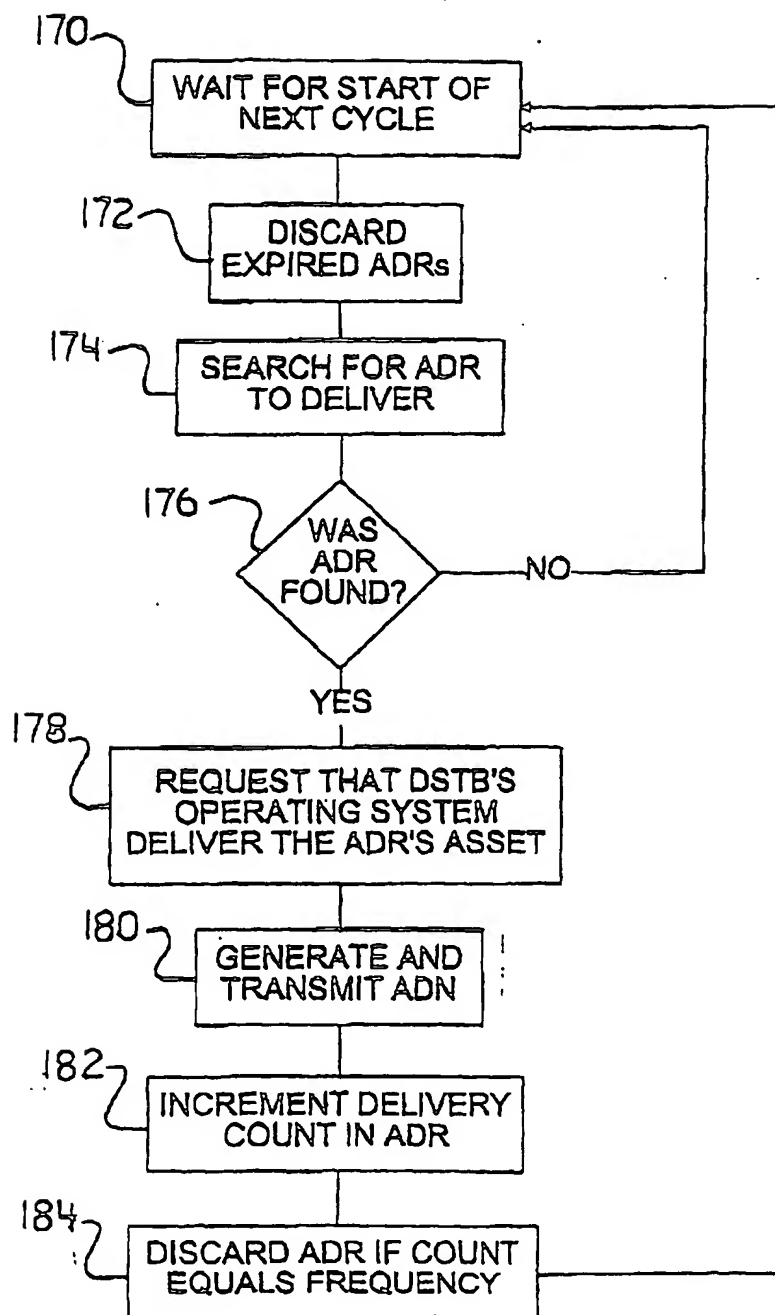 170
WAIT FOR START OF
NEXT CYCLE
172
DISCARD
EXPIRED ADRs
174
SEARCH FOR ADR
TO DELIVER
176
WAS
ADR
FOUND?
NO
YES
178
REQUEST THAT DSTB'S
OPERATING SYSTEM
DELIVER THE ADR'S ASSET
180
GENERATE AND
TRANSMIT ADN
182
INCREMENT DELIVERY
COUNT IN ADR
184
DISCARD ADR IF COUNT
EQUALS FREQUENCY